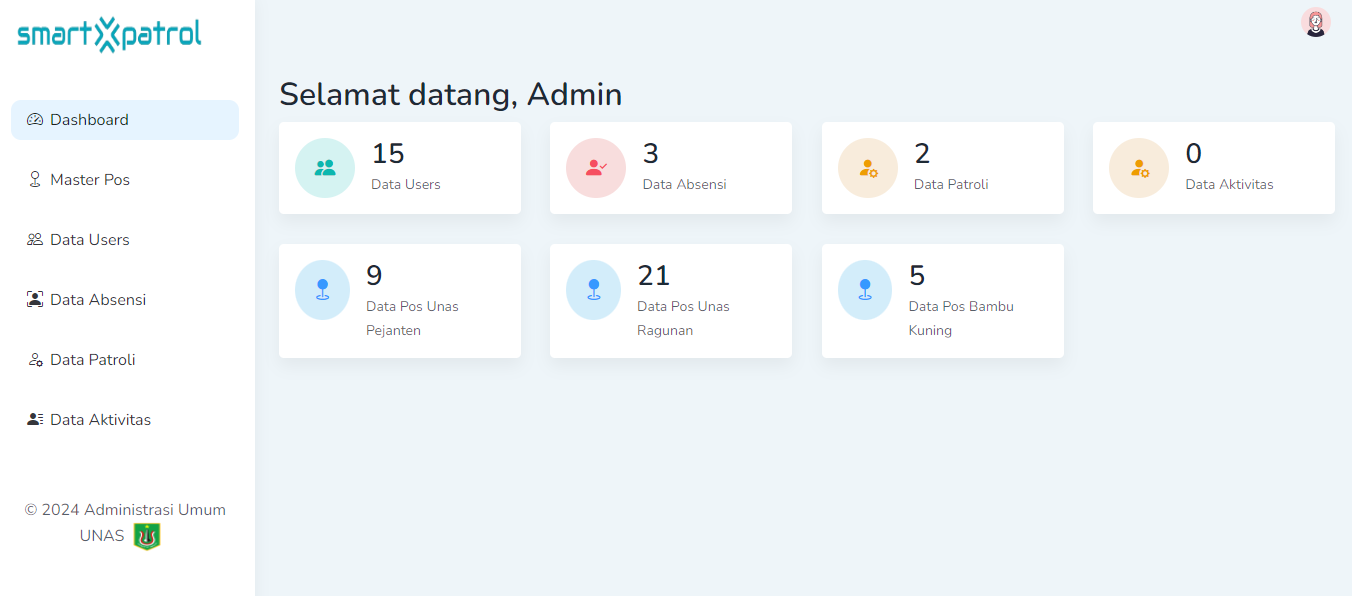 smartXpatrol
Dashboard
Master Pos
Data Users
Data Absensi
Data Patroli
Data Aktivitas
© 2024 Administrasi Umum
UNAS
Selamat datang, Admin
15
Data Users
3
Data Absensi
2
Data Patroli
0
Data Aktivitas
9
Data Pos Unas
Pejanten
21
Data Pos Unas
Ragunan
5
Data Pos Bambu
Kuning